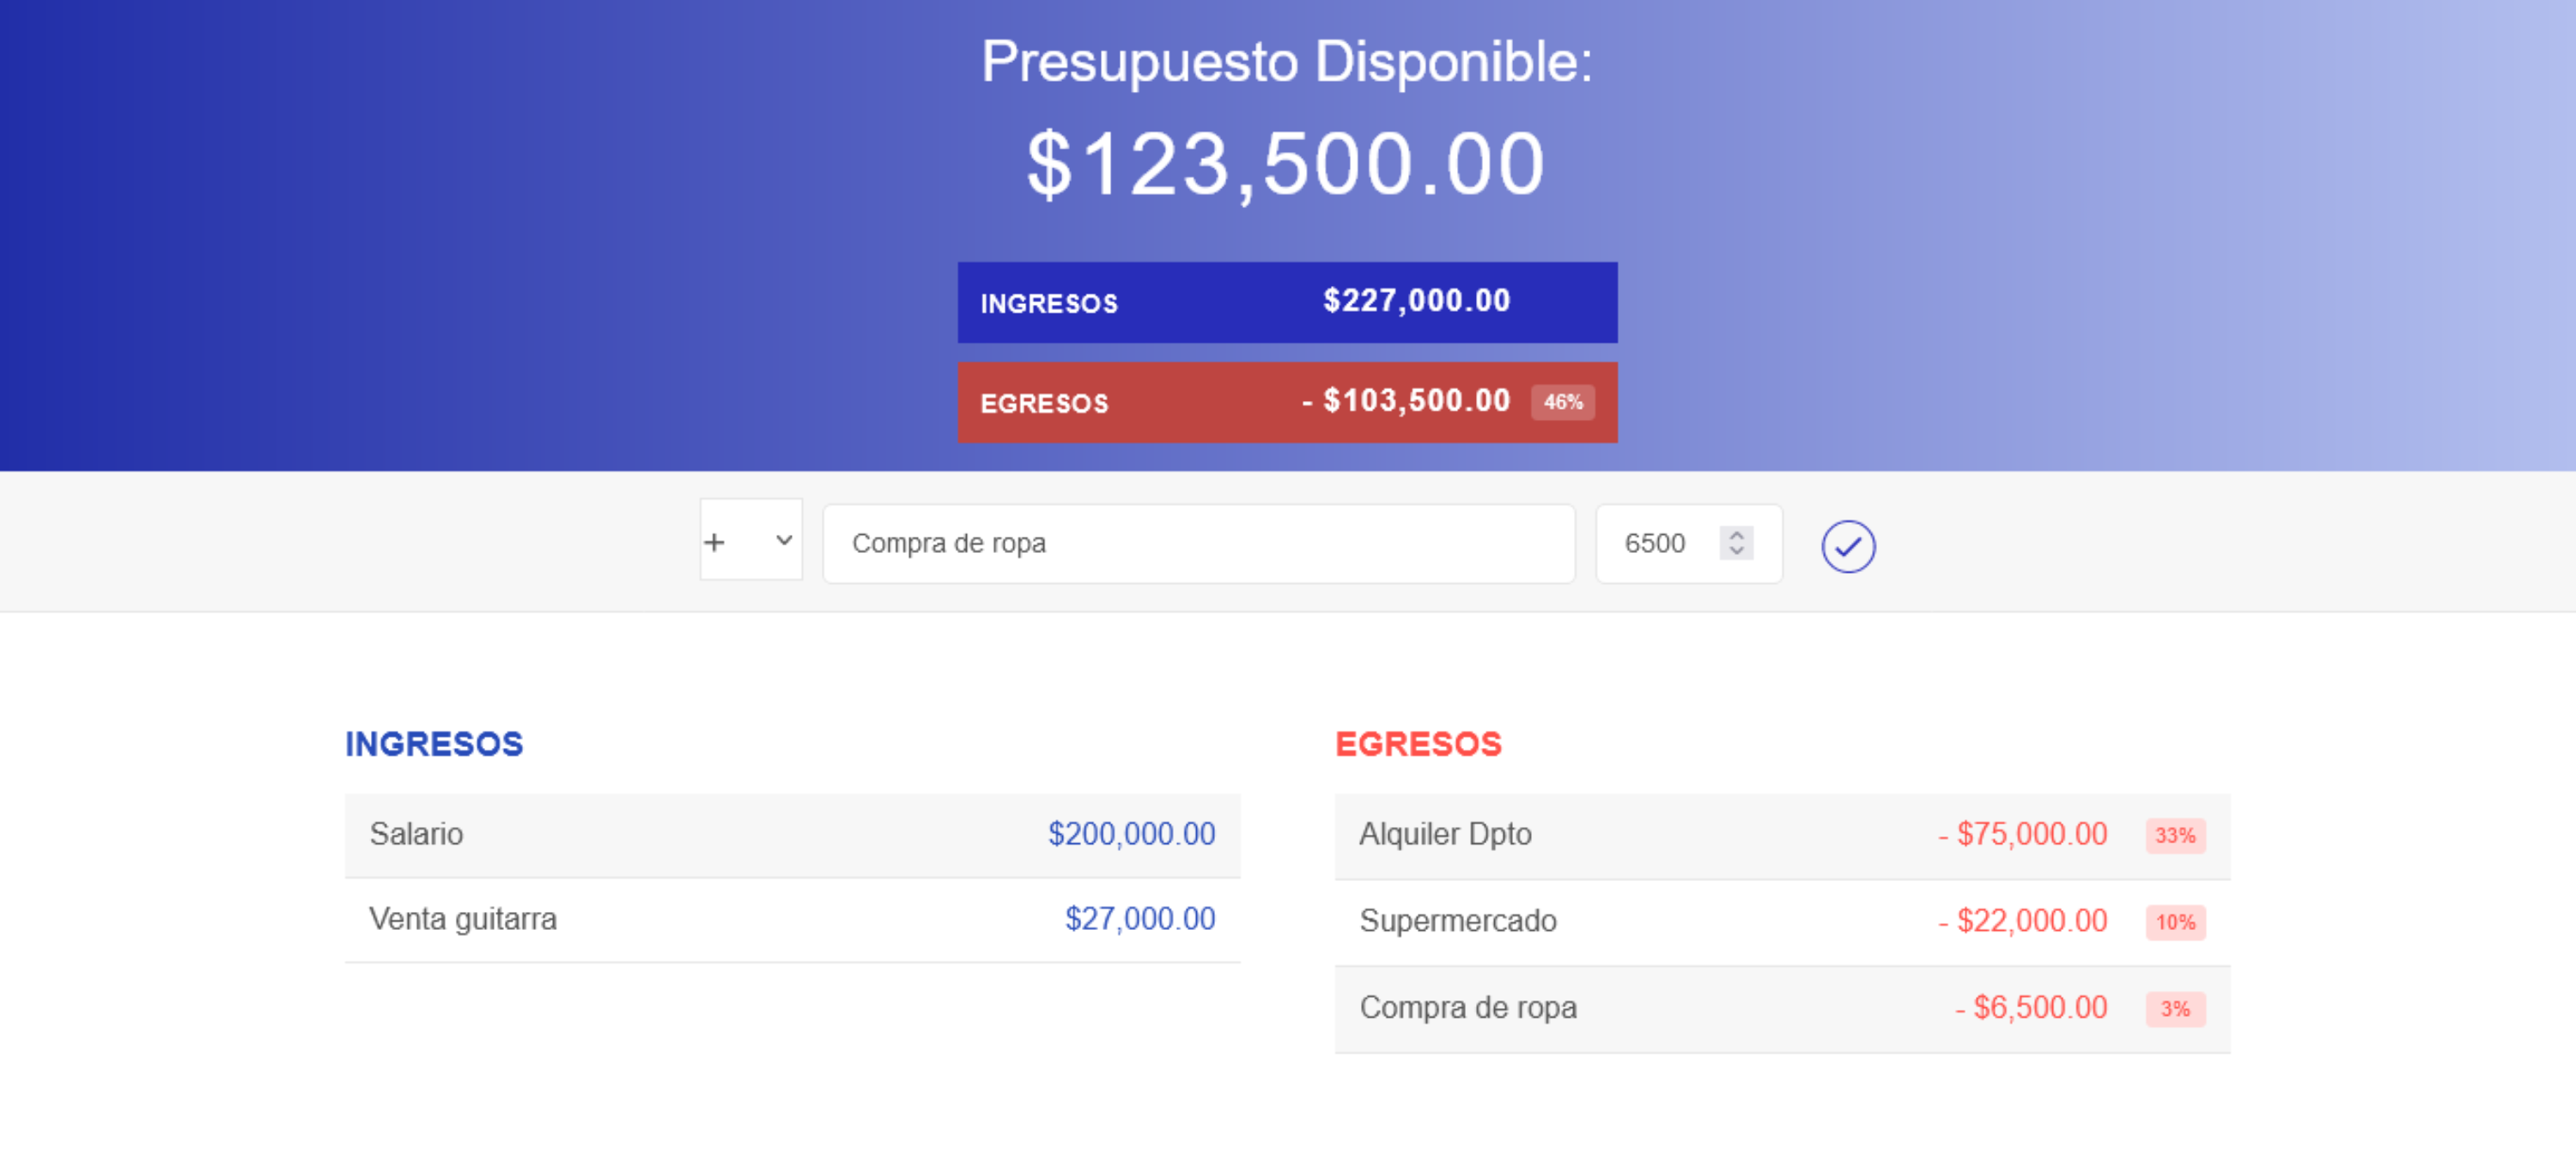 Presupuesto Disponible:
$123,500.00
INGRESOS $227,000.00
EGRESOS - $103,500.00 46%
+ Compra de ropa 6500
INGRESOS
Salario $200,000.00
Venta guitarra $27,000.00
EGRESOS
Alquiler Dpto - $75,000.00 33%
Supermercado - $22,000.00 10%
Compra de ropa - $6,500.00 3%